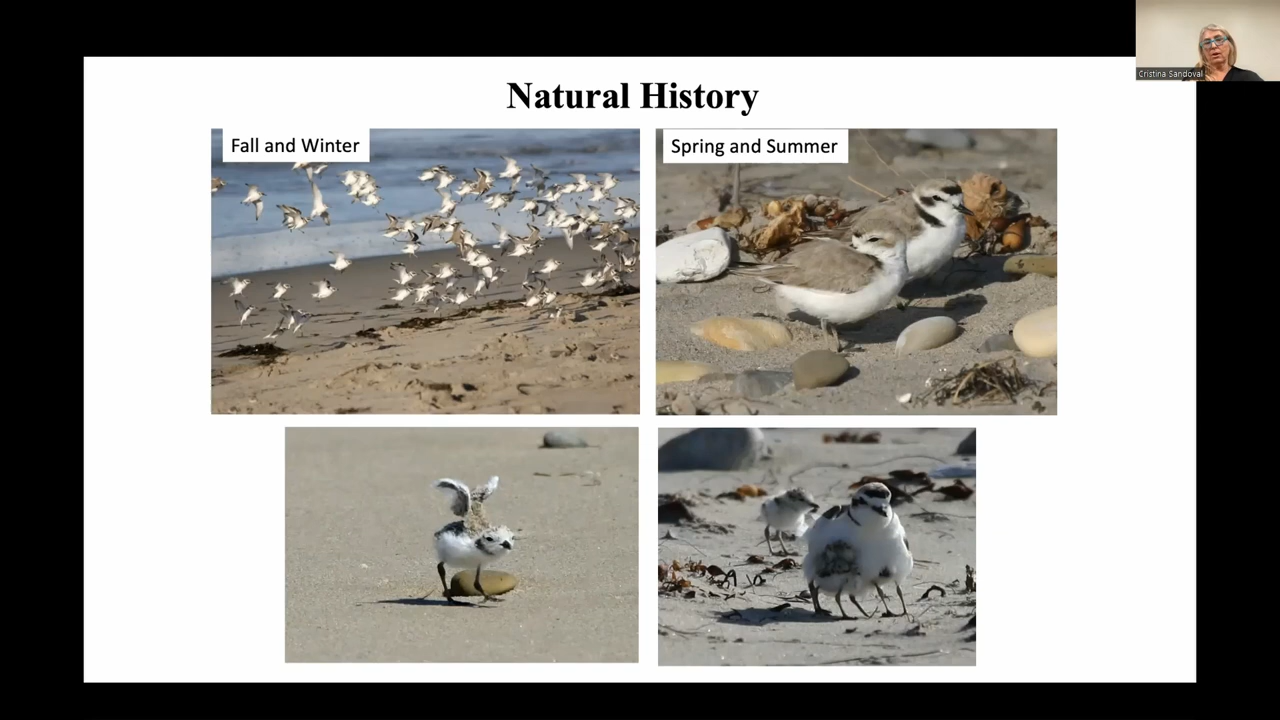 Natural History
Fall and Winter
Spring and Summer
Cristina Sandoval